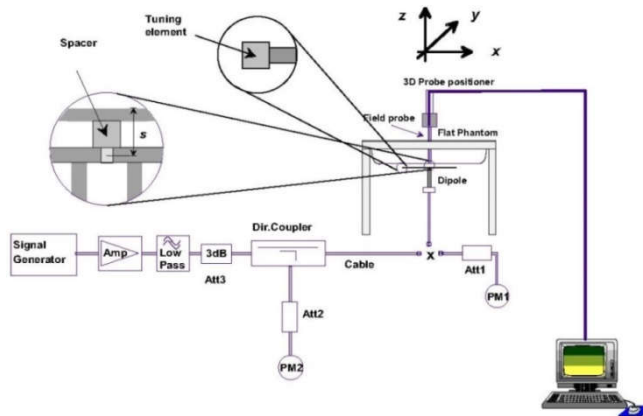 Tuning
element
Spacer
s
z
y
x
3D Probe positioner
Field probe
Flat Phantom
Dipole
Signal
Generator
Amp
Low
Pass
3dB
Att3
Dir.Coupler
Cable
x
Att1
PM1
Att2
PM2